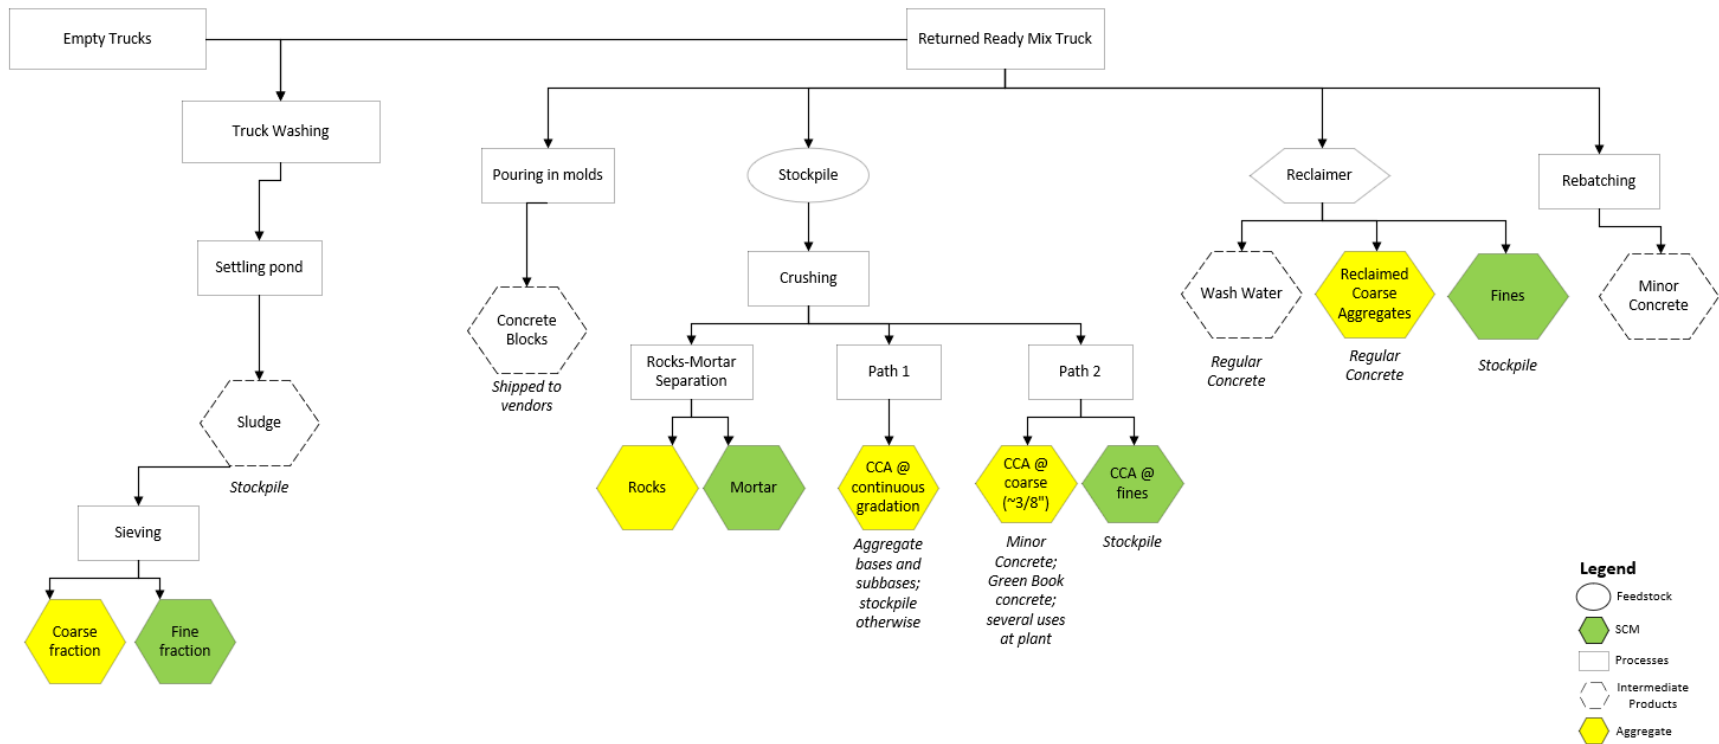 Empty Trucks
Returned Ready Mix Truck
Truck Washing
Pouring in molds
Stockpile
Reclaimer
Rebatching
Settling pond
Crushing
Wash Water
Reclaimed
Coarse
Aggregates
Fines
Minor
Concrete
Concrete
Blocks
Shipped to
vendors
Regular
Concrete
Regular
Concrete
Stockpile
Rocks-Mortar
Separation
Path 1
Path 2
Sludge
Stockpile
Rocks
Mortar
CCA @
continuous
gradation
CCA @
coarse
(~3/8")
CCA @
fines
Aggregate
bases and
subbases;
stockpile
otherwise
Minor
Concrete;
Green Book
concrete;
several uses
at plant
Stockpile
Sieving
Coarse
fraction
Fine
fraction
Legend
Feedstock
SCM
Processes
Intermediate
Products
Aggregate